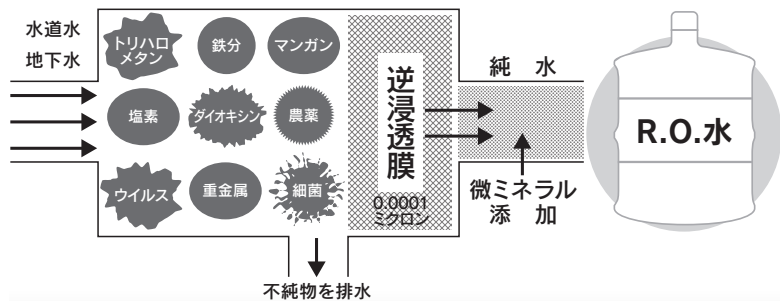 水道水
地下水
トリハロ
メタン
鉄分
マンガン
塩素
ダイオキシン
農薬
ウイルス
重金属
細菌
逆浸透膜
0.0001
ミクロン
不純物を排水
純水
微ミネラル
添加
R.O.水